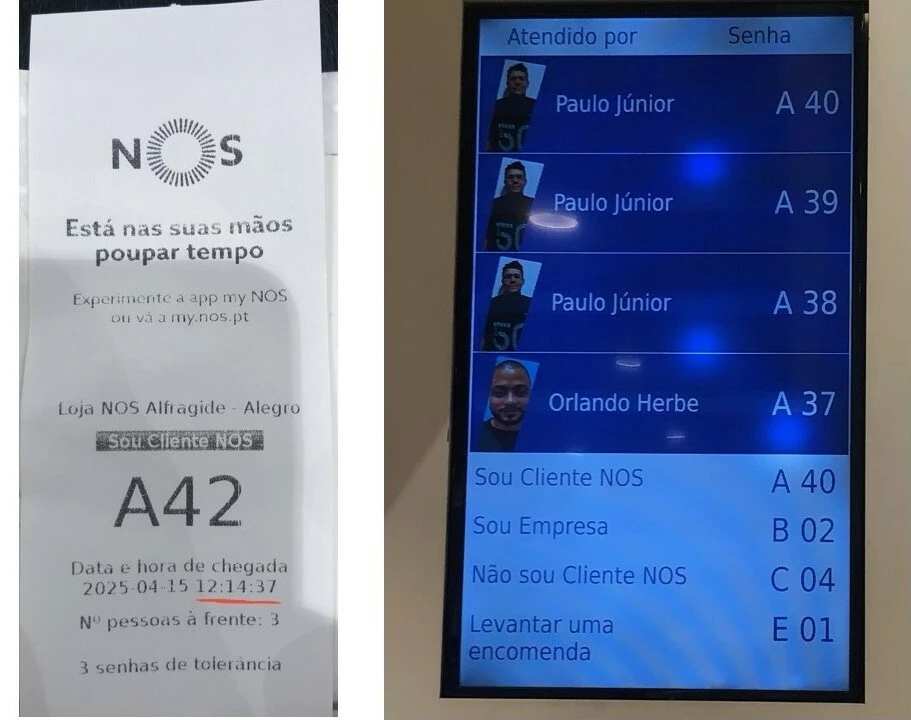 NOS
Está nas suas mãos
poupar tempo
Experimente a app my NOS
ou vá a my.nos.pt
Loja NOS Alfragide - Alegro
Sou Cliente NOS
A42
Data e hora de chegada
2025-04-15 12:14:37
Nº pessoas à frente: 3
3 senhas de tolerância
Atendido por Senha
Paulo Júnior A 40
Paulo Júnior A 39
Paulo Júnior A 38
Orlando Herbe A 37
Sou Cliente NOS A 40
Sou Empresa B 02
Não sou Cliente NOS C 04
Levantar uma
encomenda E 01